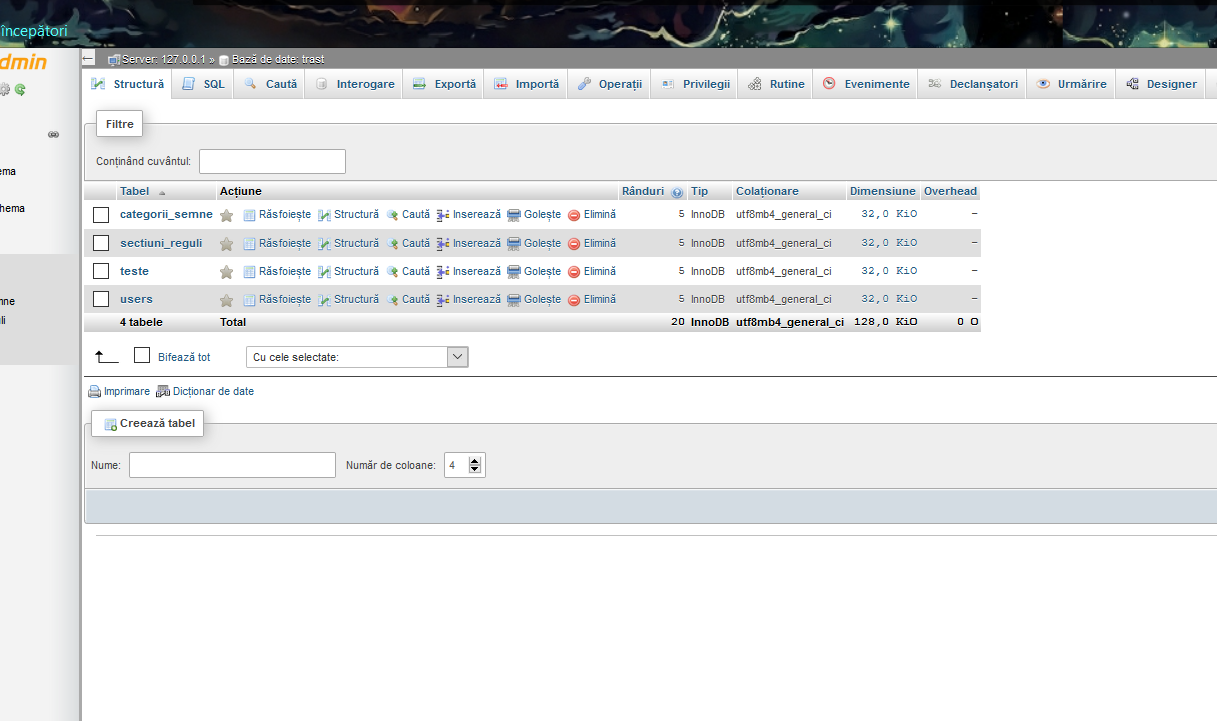 începători
dmin
Server: 127.0.0.1 » Bază de date: trast
Structură SQL Caută Interogare Exportă Importă Operații Privilegii Rutine Evenimente Declanșatori Urmărire Designer
ema
hema
mne
uli
Filtre
Conținând cuvântul:
Tabel Acțiune Rânduri Tip Colaționare Dimensiune Overhead
categorii_semne Răsfoiește Structură Caută Inserează Golește Elimină 5 InnoDB utf8mb4_general_ci 32,0 KiO –
sectiuni_reguli Răsfoiește Structură Caută Inserează Golește Elimină 5 InnoDB utf8mb4_general_ci 32,0 KiO –
teste Răsfoiește Structură Caută Inserează Golește Elimină 5 InnoDB utf8mb4_general_ci 32,0 KiO –
users Răsfoiește Structură Caută Inserează Golește Elimină 5 InnoDB utf8mb4_general_ci 32,0 KiO –
4 tabele Total 20 InnoDB utf8mb4_general_ci 128,0 KiO 0 O
Bifează tot Cu cele selectate:
Imprimare Dicționar de date
Creează tabel
Nume: Număr de coloane: 4